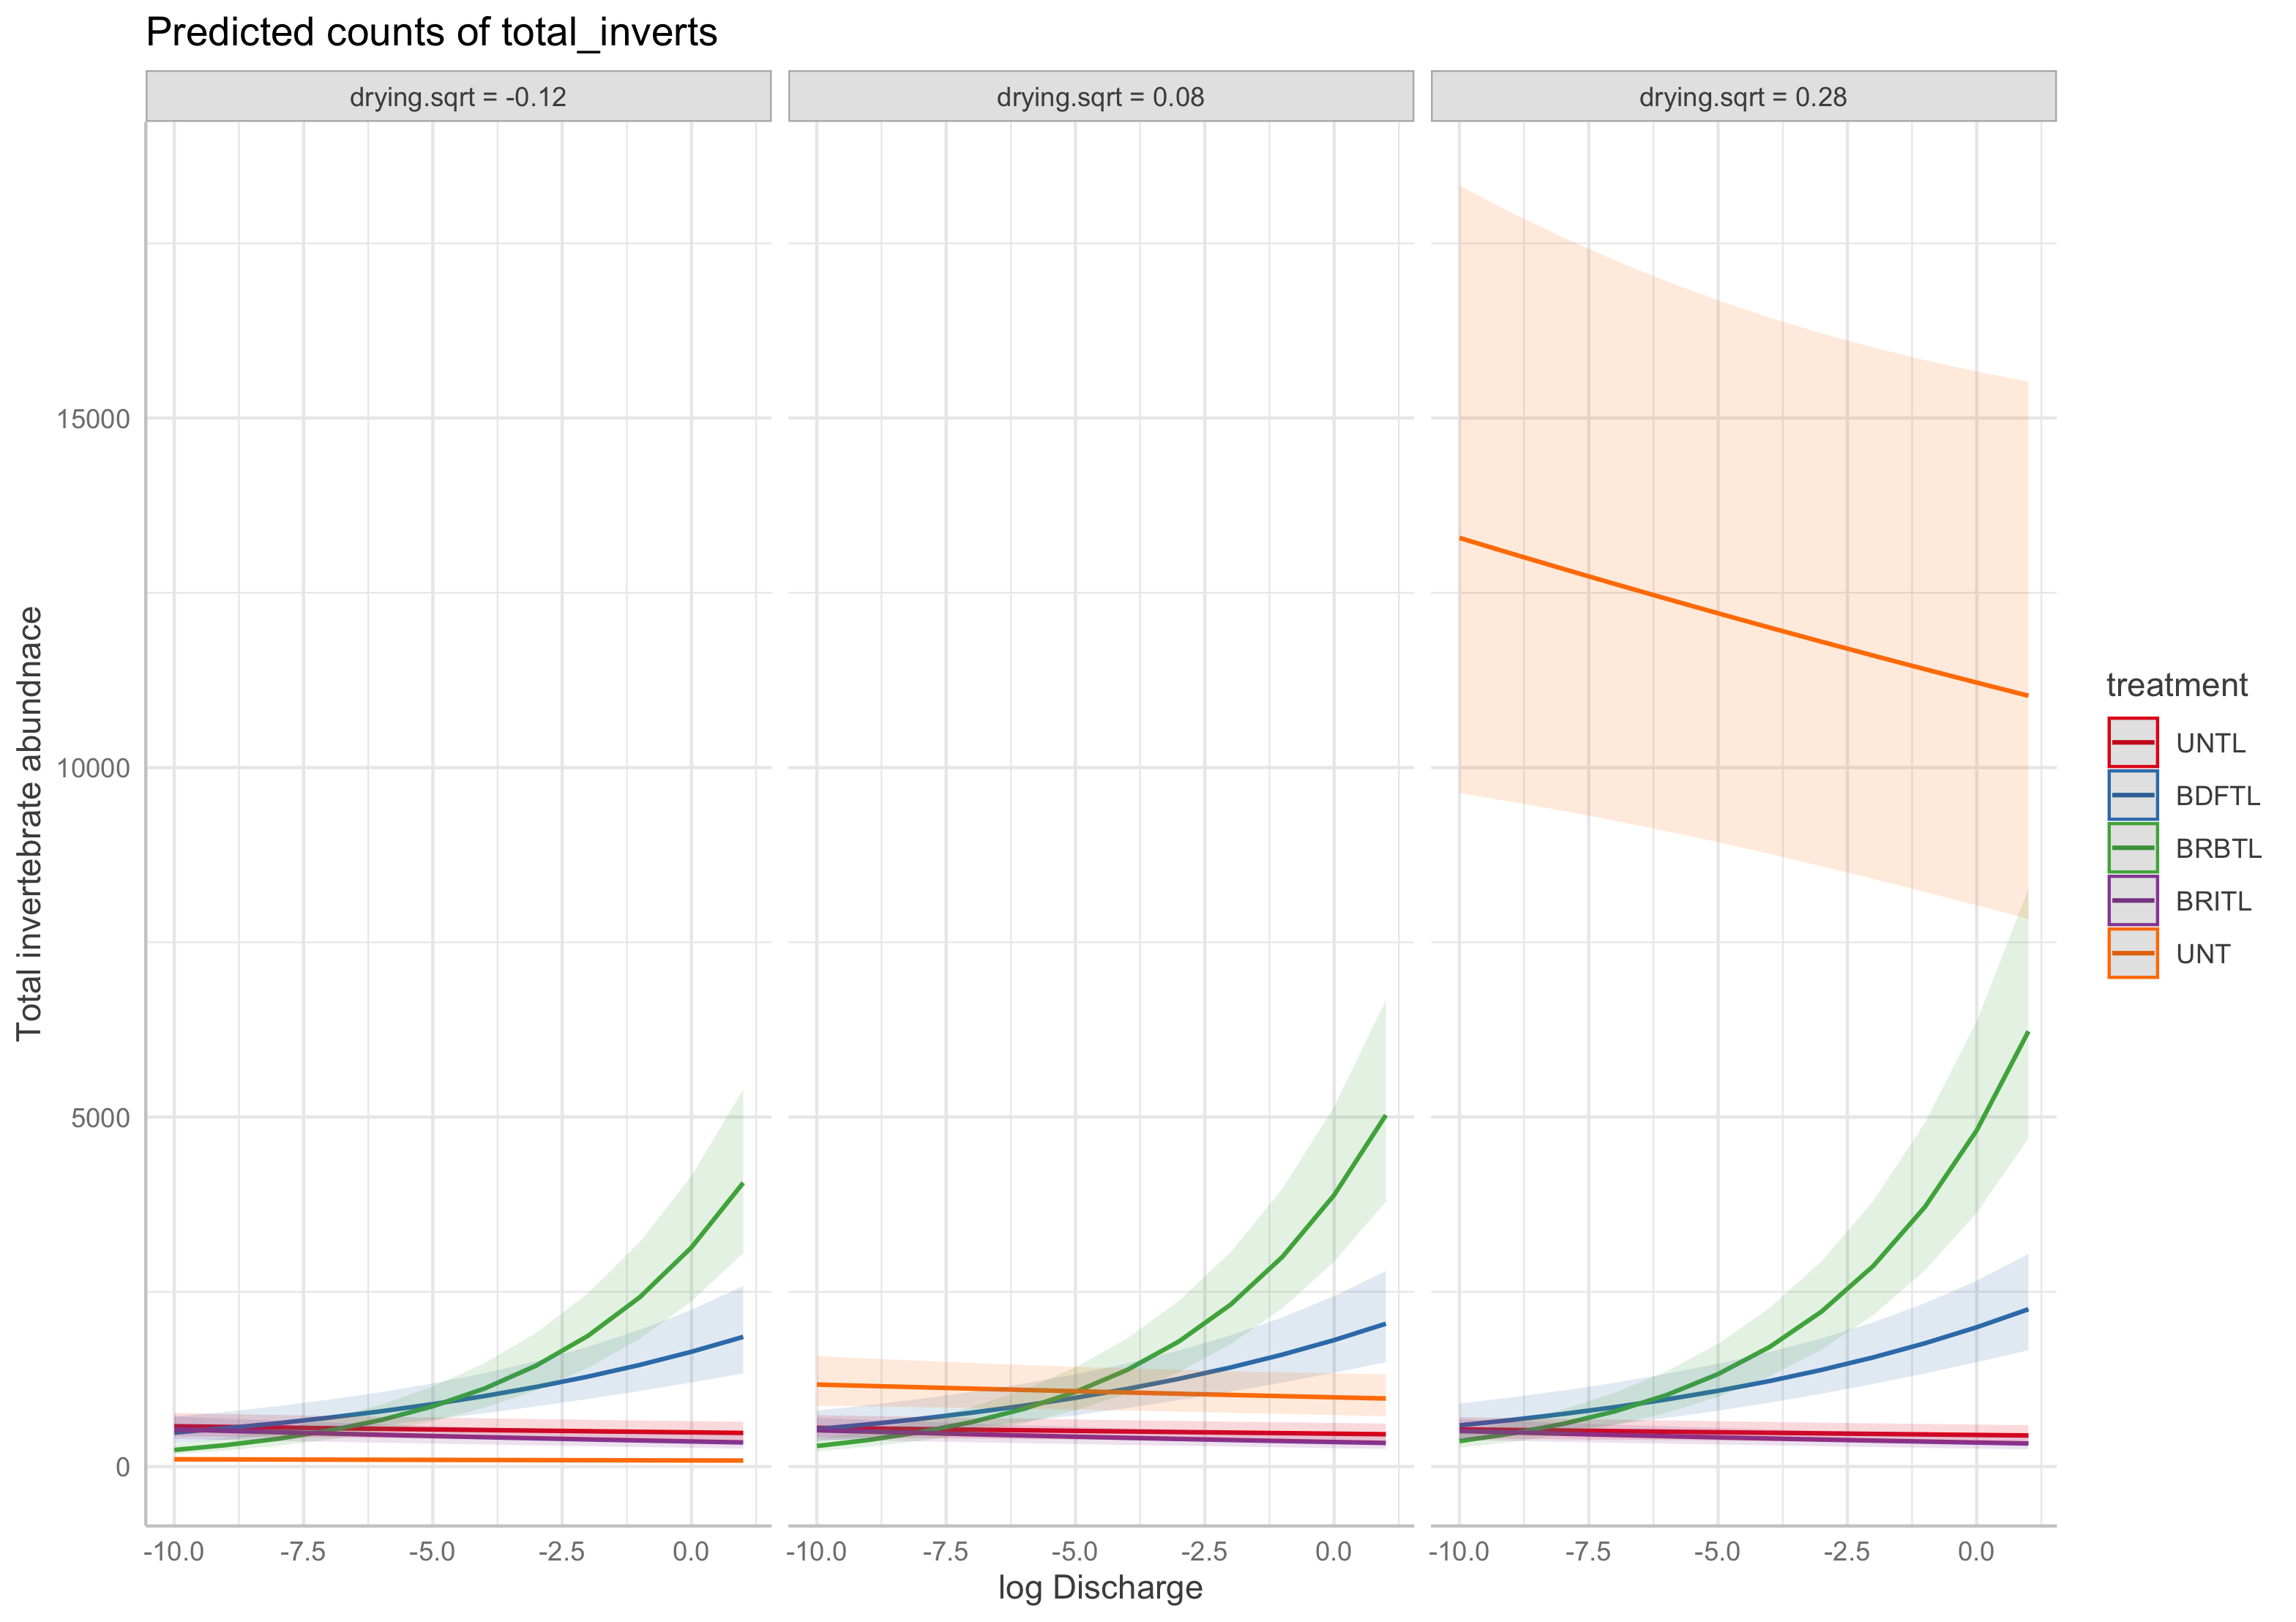 Predicted counts of total_inverts
drying.sqrt = -0.12
drying.sqrt = 0.08
drying.sqrt = 0.28
Total invertebrate abundnace
15000
10000
5000
0
-10.0 -7.5 -5.0 -2.5 0.0
-10.0 -7.5 -5.0 -2.5 0.0
-10.0 -7.5 -5.0 -2.5 0.0
log Discharge
treatment
UNTL
BDFTL
BRBTL
BRITL
UNT